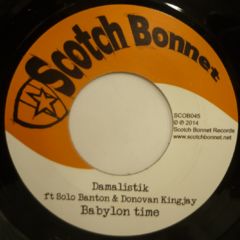 Scotch Bonnet
SCOB045
© ℗ 2014
Scotch Bonnet Records
www.scotchbonnet.net
Damalistik
ft Solo Banton & Donovan Kingjay
Babylon time